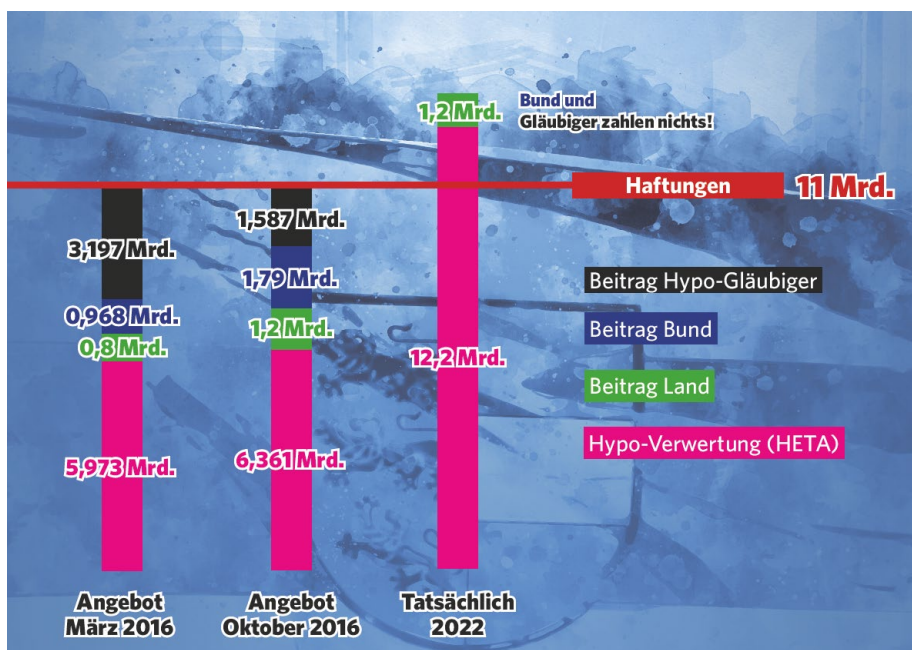 1,2 Mrd.
Bund und
Gläubiger zahlen nichts!
Haftungen
11 Mrd.
3,197 Mrd.
0,968 Mrd.
0,8 Mrd.
5,973 Mrd.
1,587 Mrd.
1,79 Mrd.
1,2 Mrd.
6,361 Mrd.
12,2 Mrd.
Beitrag Hypo-Gläubiger
Beitrag Bund
Beitrag Land
Hypo-Verwertung (HETA)
Angebot
März 2016
Angebot
Oktober 2016
Tatsächlich
2022